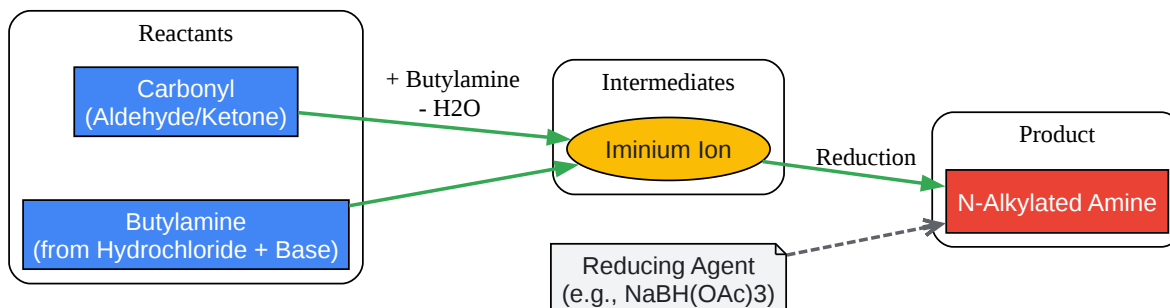 Reactants
Carbonyl
(Aldehyde/Ketone)
Butylamine
(from Hydrochloride + Base)
+ Butylamine
- H2O
Intermediates
Iminium Ion
Reduction
Product
N-Alkylated Amine
Reducing Agent
(e.g., NaBH(OAc)3)